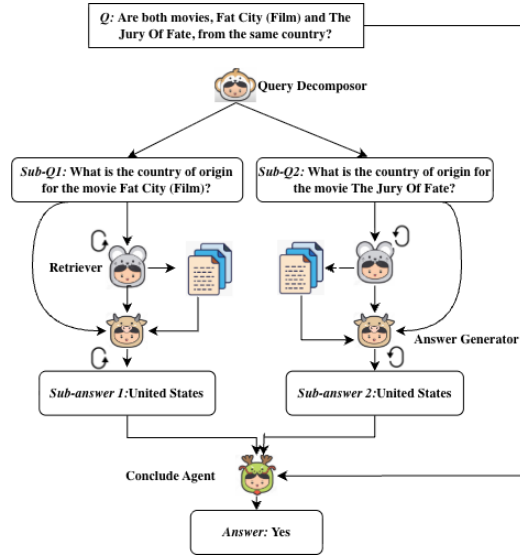 Q: Are both movies, Fat City (Film) and The
Jury Of Fate, from the same country?
Query Decomposor
Sub-Q1: What is the country of origin
for the movie Fat City (Film)?
Sub-Q2: What is the country of origin for
the movie The Jury Of Fate?
Retriever
Answer Generator
Sub-answer 1:United States
Sub-answer 2:United States
Conclude Agent
Answer: Yes